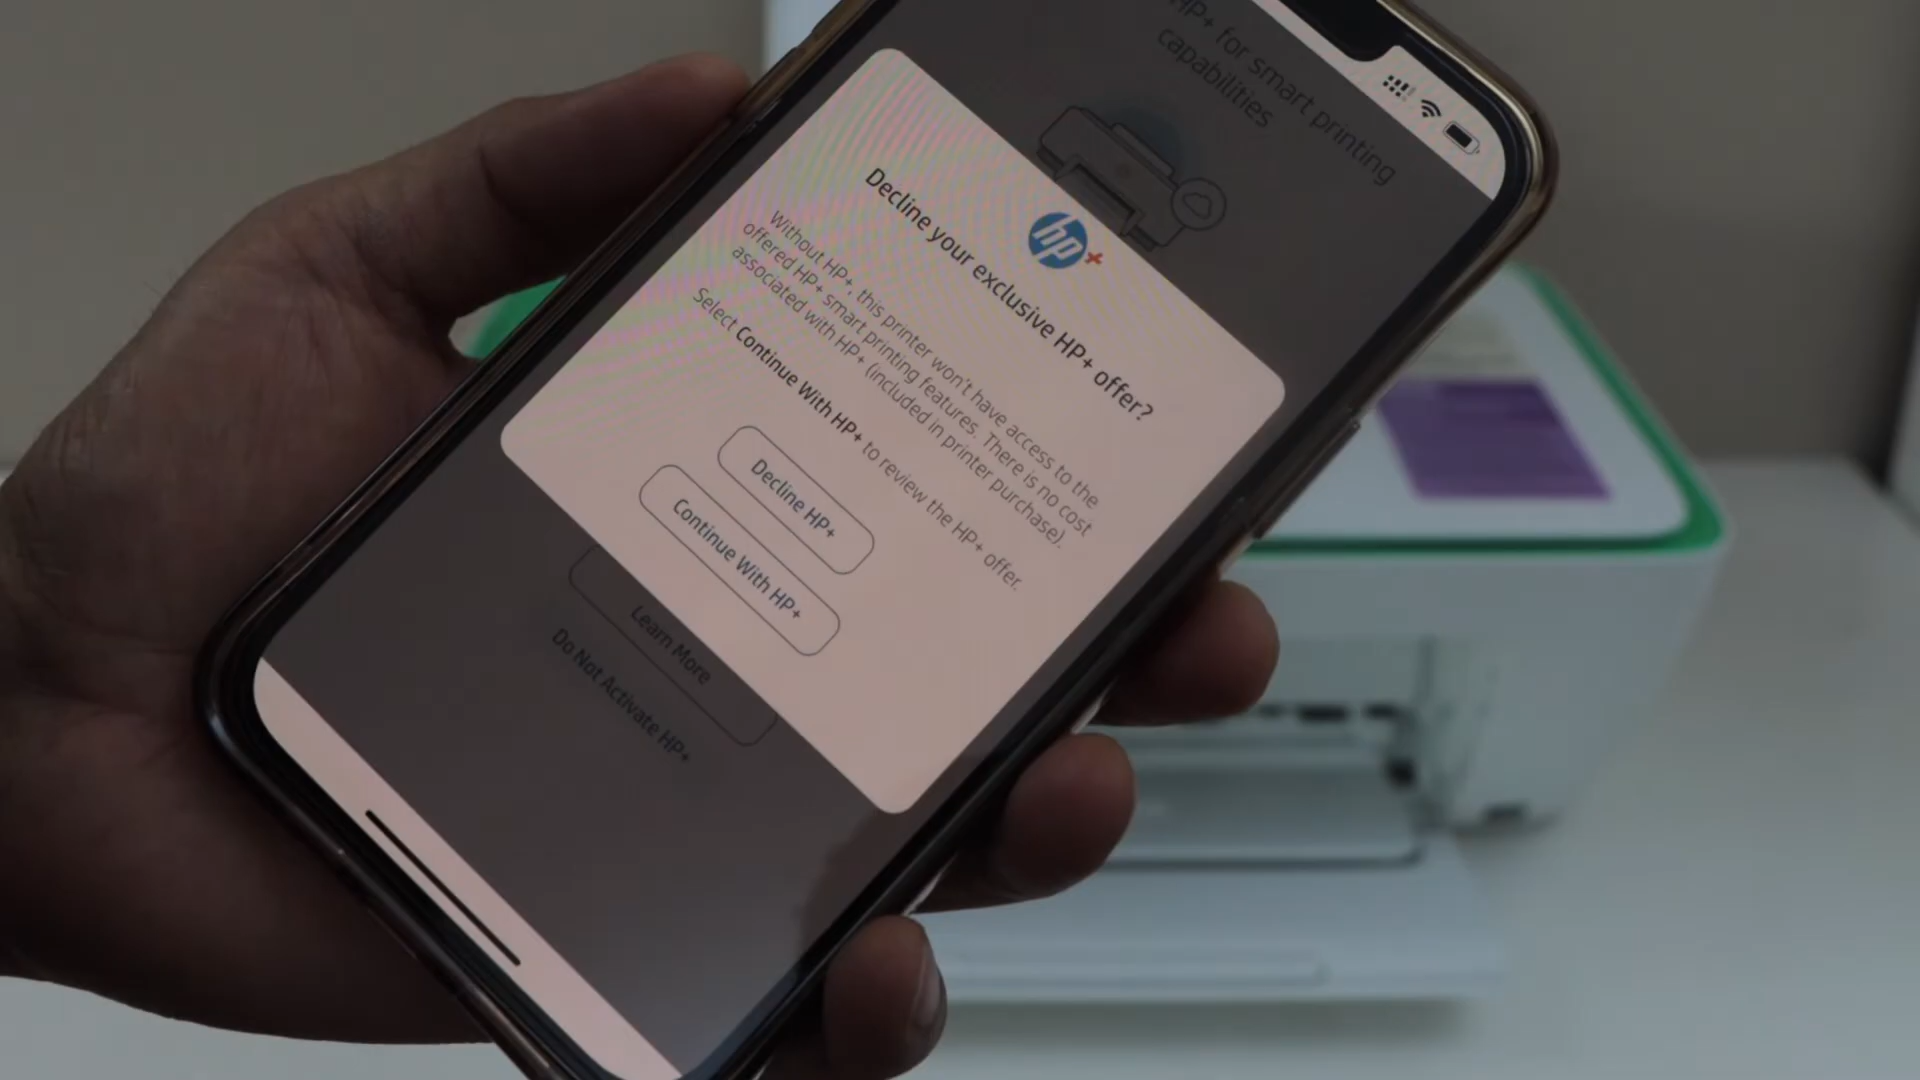 HP+ for smart printing
capabilities
hp+
Decline your exclusive HP+ offer?
Without HP+, this printer won't have access to the
offered HP+ smart printing features. There is no cost
associated with HP+ (included in printer purchase).
Select Continue With HP+ to review the HP+ offer.
Decline HP+
Continue With HP+
Learn More
Do Not Activate HP+